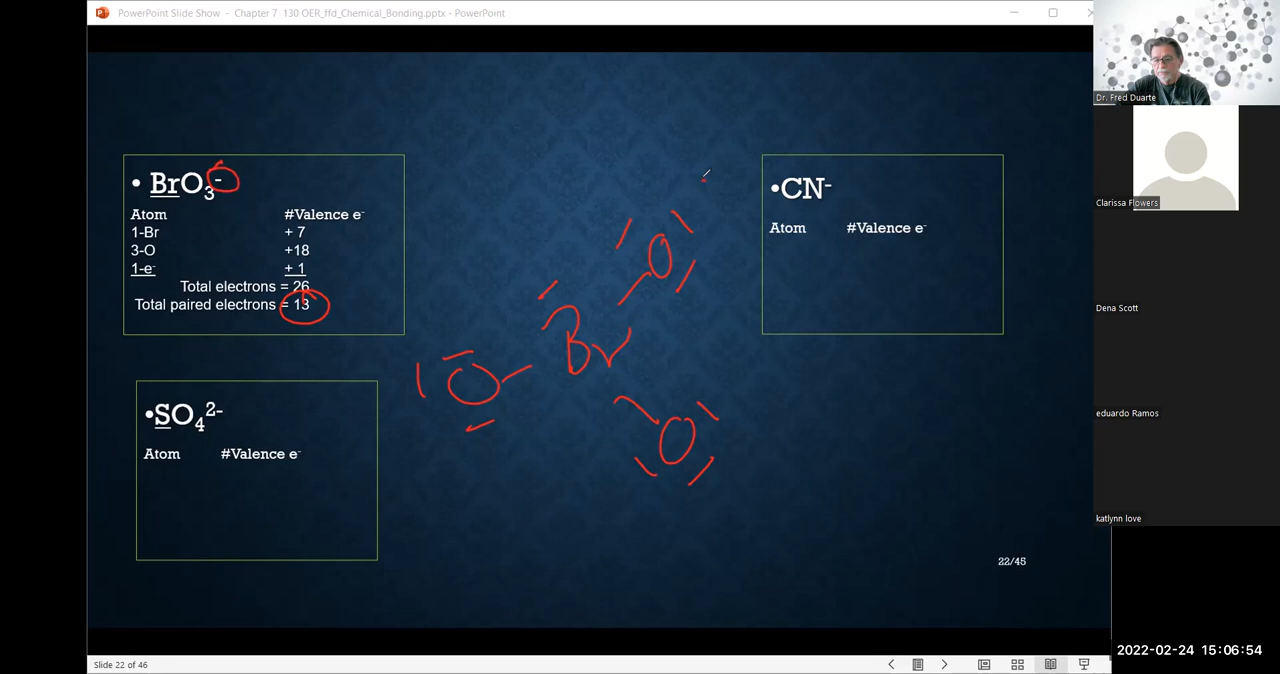 PowerPoint Slide Show - Chapter 7 130 OER_ffd_Chemical_Bonding.pptx - PowerPoint
• BrO₃⁻
Atom #Valence e⁻
1-Br + 7
3-O +18
1-e⁻ + 1
Total electrons = 26
Total paired electrons = 13
•SO₄²⁻
Atom #Valence e⁻
O
Br
O
O
•CN⁻
Atom #Valence e⁻
22/45
Slide 22 of 46
Dr. Fred Duarte
Clarissa Flowers
Dena Scott
eduardo Ramos
katlynn love
2022-02-24 15:06:54